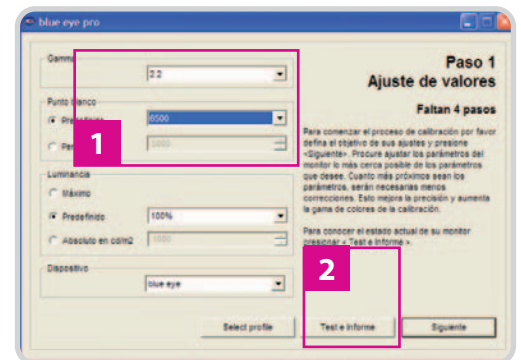 blue eye pro
Gamma
2.2
Punto blanco
Predefinido
6500
5000
1
Luminancia
Máximo
Predefinido
100%
Absoluto en cd/m2
1000
Dispositivo
blue eye
Select profile
Paso 1
Ajuste de valores
Faltan 4 pasos
Para comenzar el proceso de calibración por favor
defina el objetivo de sus ajustes y presione
«Siguiente». Procure ajustar los parámetros del
monitor lo más cerca posible de los parámetros
que desee. Cuanto más próximos sean los
parámetros, serán necesarias menos
correcciones. Esto mejora la precisión y aumenta
la gama de colores de la calibración.
Para conocer el estado actual de su monitor
presionar « Test e Informe ».
2
Test e Informe
Siguiente